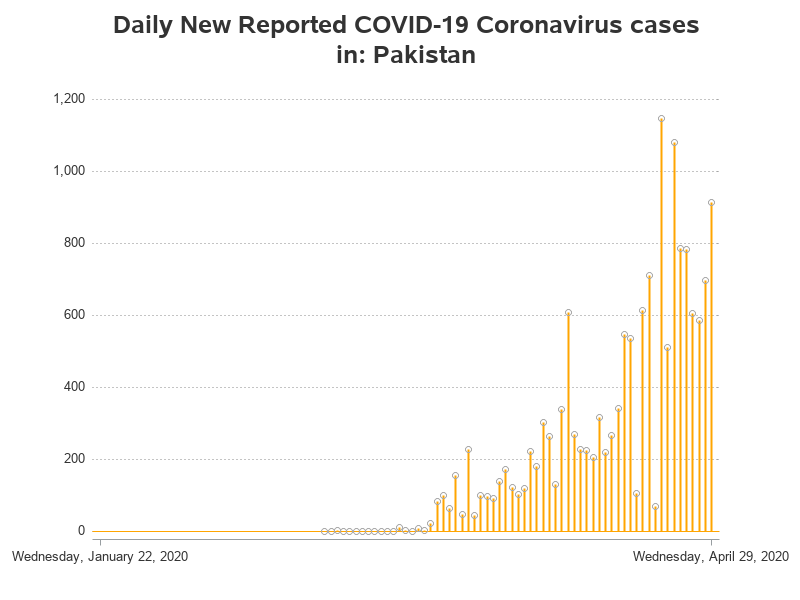 Daily New Reported COVID-19 Coronavirus cases
in: Pakistan
1,200
1,000
800
600
400
200
0
Wednesday, January 22, 2020
Wednesday, April 29, 2020